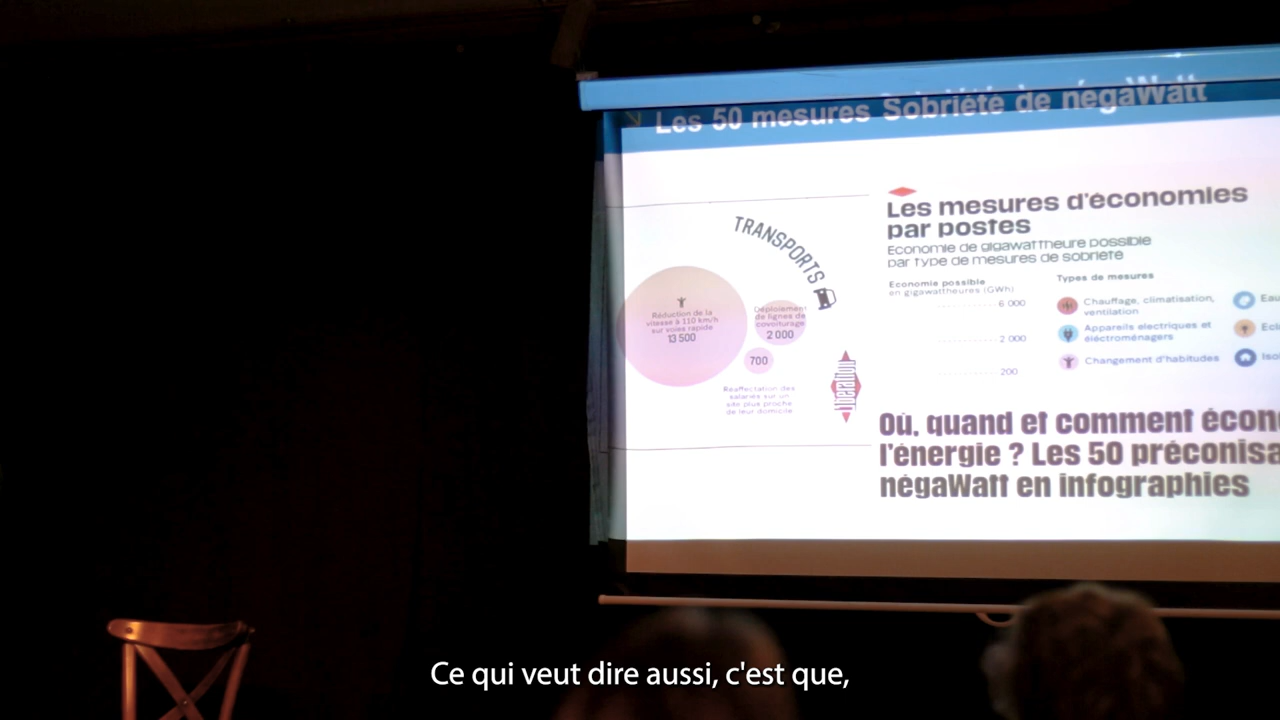 Les 50 mesures Sobriété de négaWatt
TRANSPORTS
Réduction de la
vitesse à 110 km/h
sur voies rapide
13 500
Déploiement
de lignes de
covoiturage
2 000
700
Réaffectation des
salariés sur un
site plus proche
de leur domicile
Libération
Les mesures d'économies
par postes
Economie de gigawattheure possible
par type de mesures de sobriété
Economie possible
en gigawattheures (GWh)
6 000
2 000
200
Types de mesures
Chauffage, climatisation,
ventilation
Appareils électriques et
éléctroménagers
Changement d'habitudes
Eau
Où, quand et comment écon
l'énergie ? Les 50 préconisa
négaWatt en infographies
Ce qui veut dire aussi, c'est que,